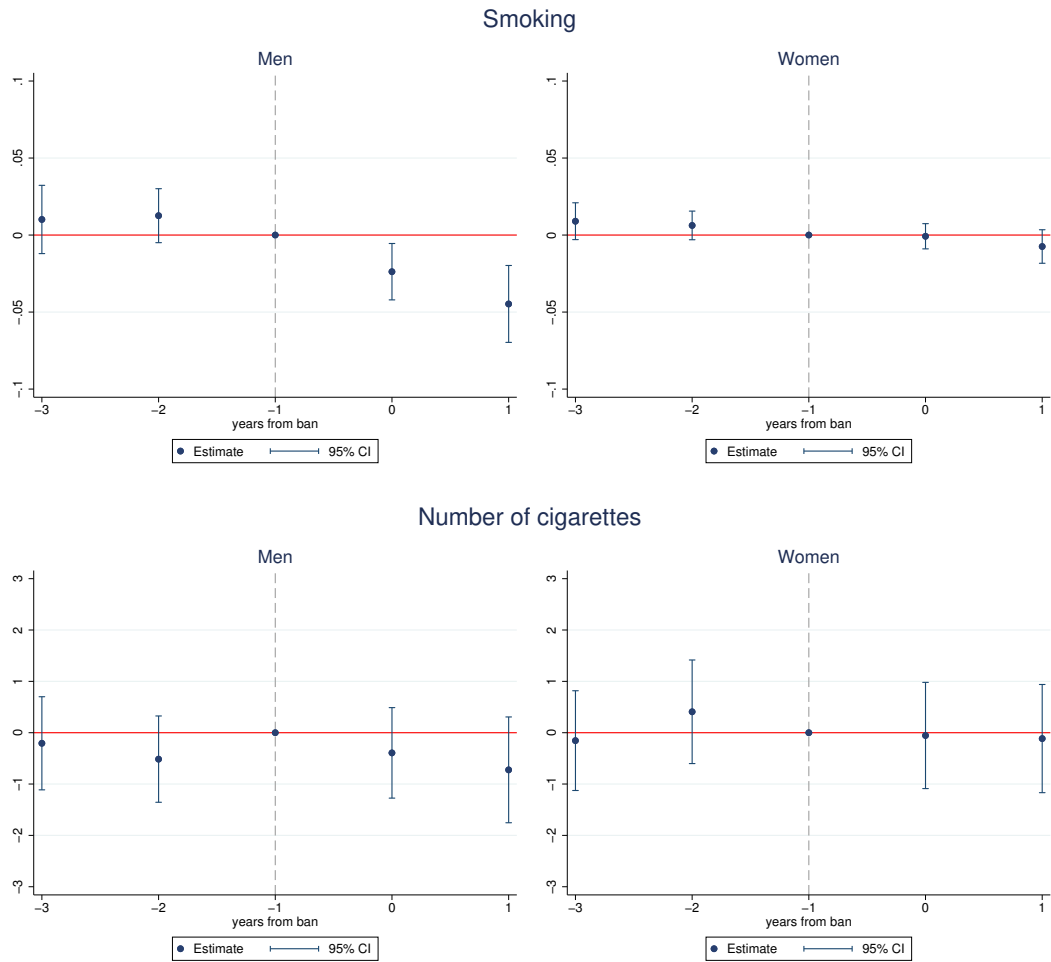 Smoking
Men
.1
.05
0
−.05
−.1
−3 −2 −1 0 1
years from ban
Estimate 95% CI
Women
.1
.05
0
−.05
−.1
−3 −2 −1 0 1
years from ban
Estimate 95% CI
Number of cigarettes
Men
3
2
1
0
−1
−2
−3
−3 −2 −1 0 1
years from ban
Estimate 95% CI
Women
3
2
1
0
−1
−2
−3
−3 −2 −1 0 1
years from ban
Estimate 95% CI